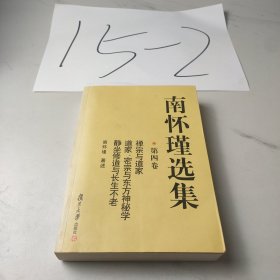 15-2
南怀瑾选集
第四卷
禅宗与道家
道家、密宗与东方神秘学
静坐修道与长生不老
南怀瑾 著述
復旦大學出版社